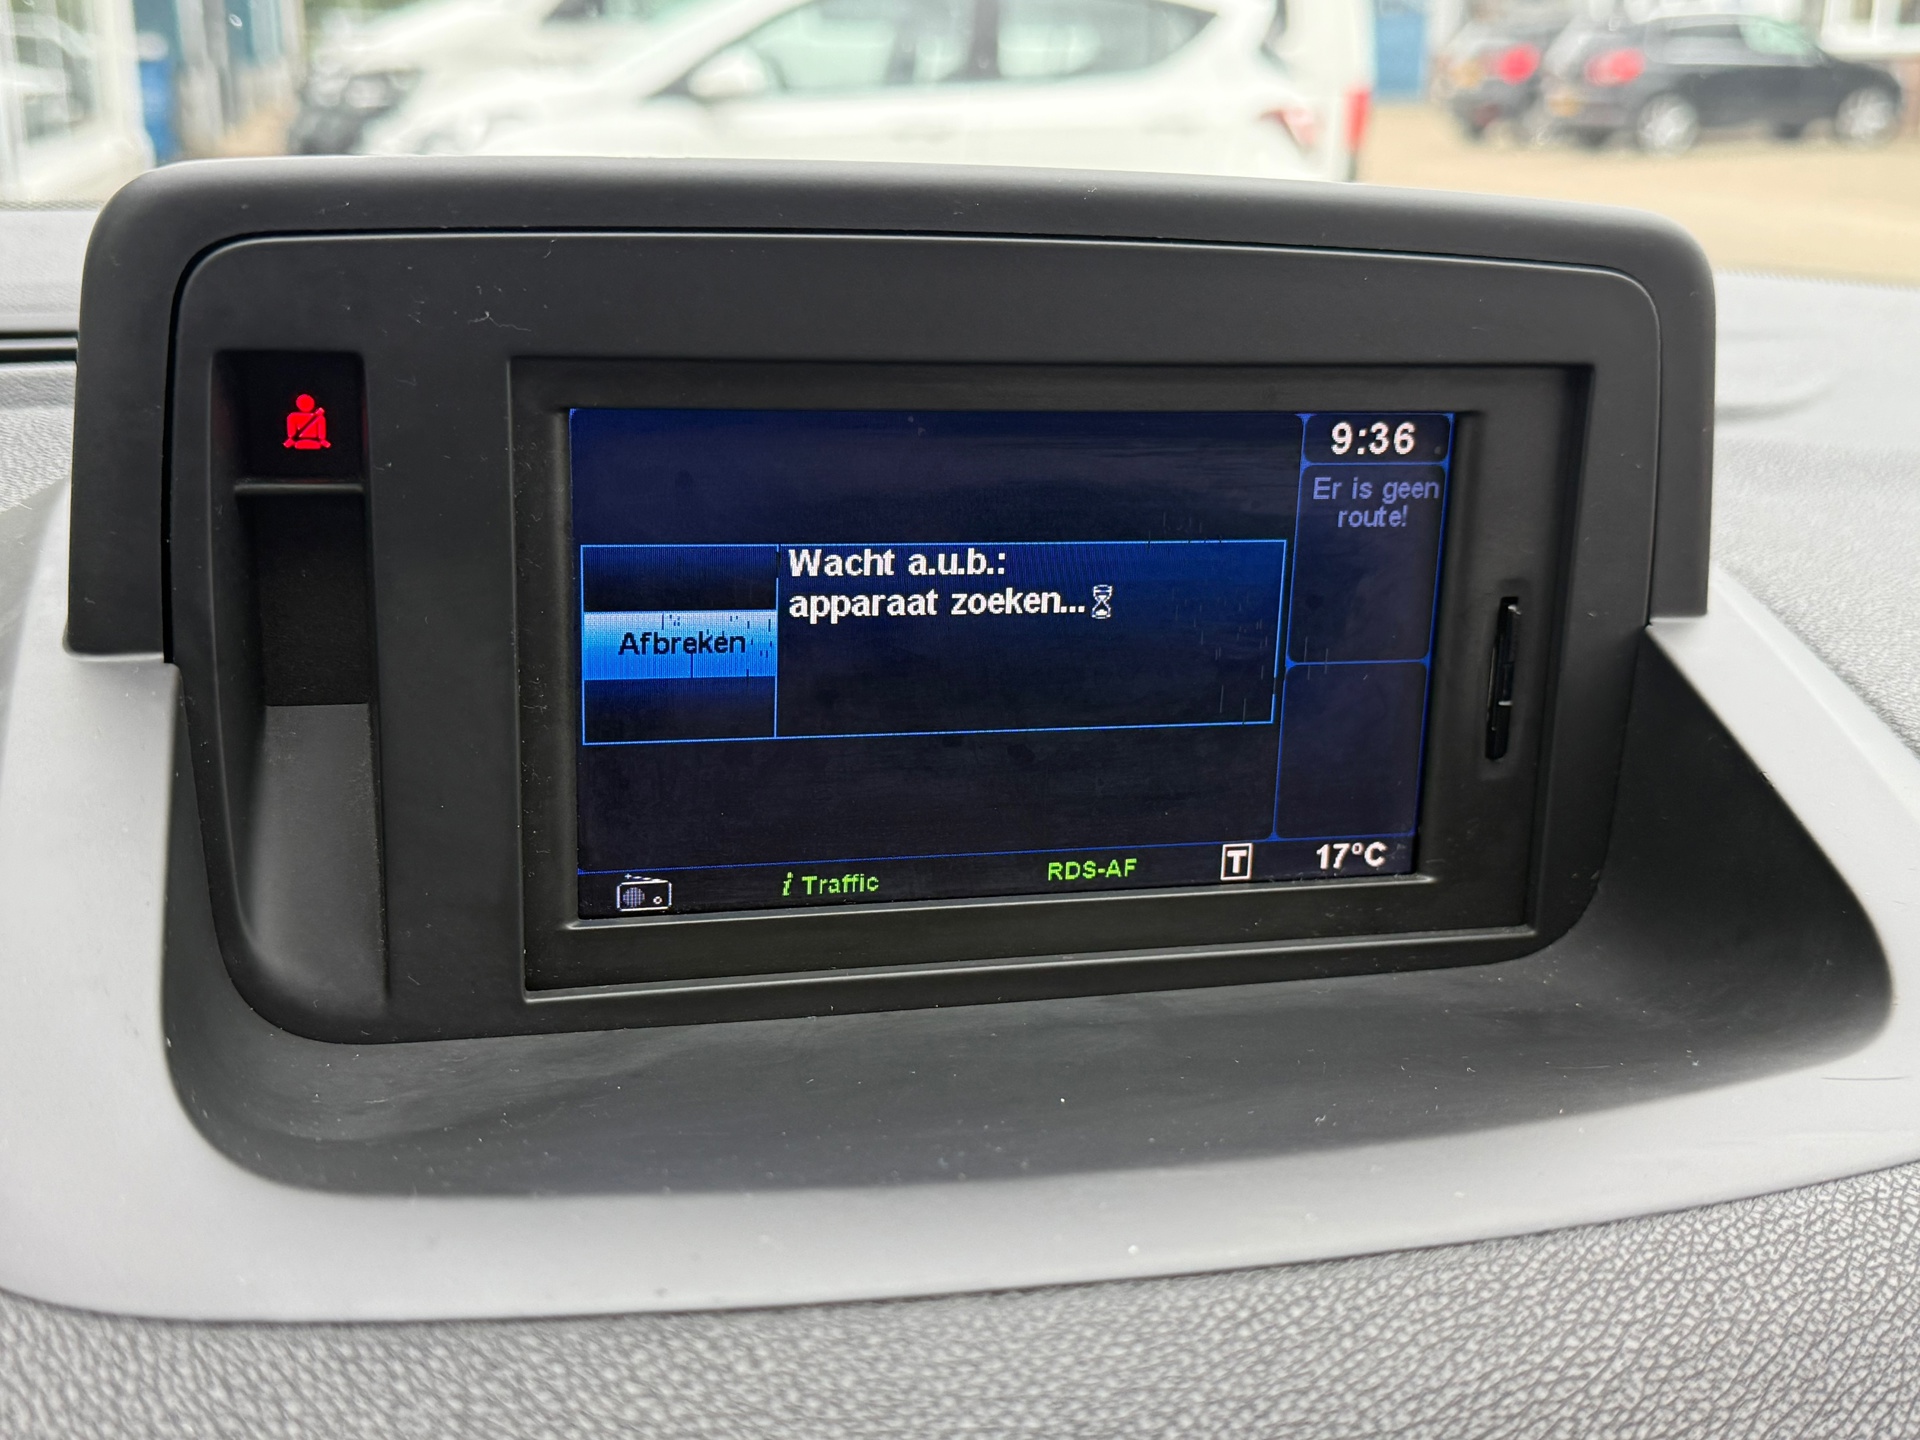 9:36
Er is geen
route!
Wacht a.u.b.:
apparaat zoeken...
Afbreken
i Traffic
RDS-AF
T
17°C